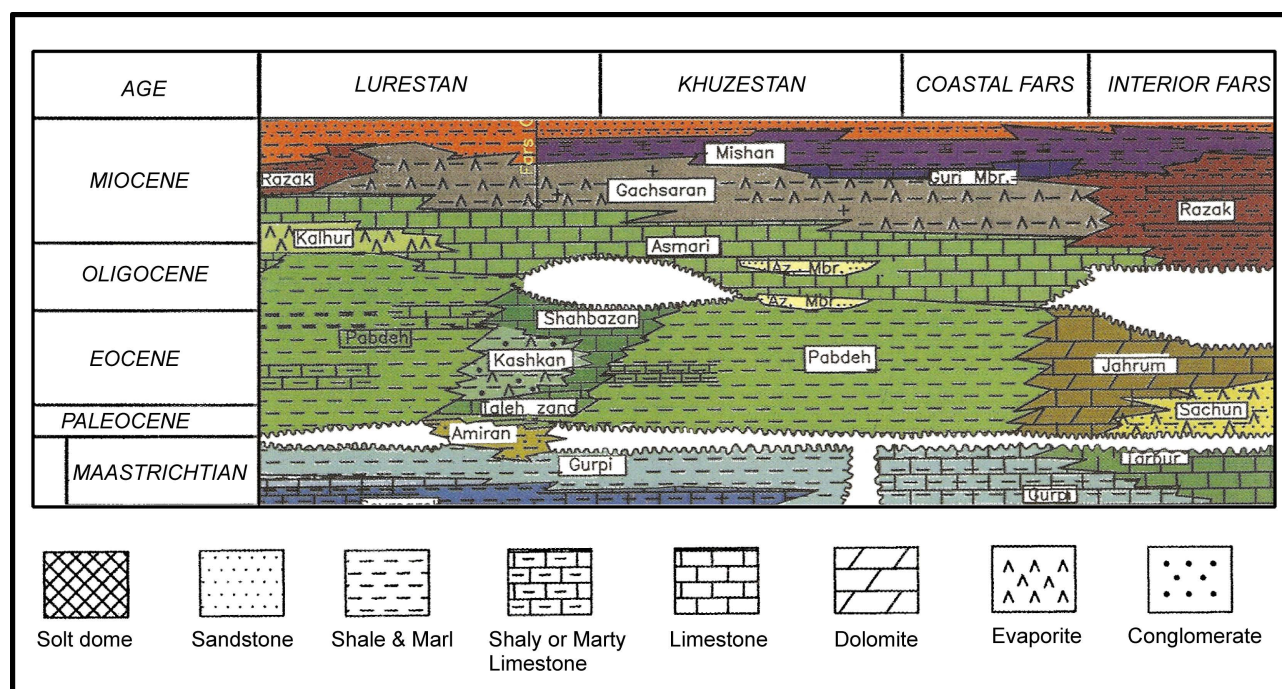 AGE
LURESTAN
KHUZESTAN
COASTAL FARS
INTERIOR FARS
MIOCENE
OLIGOCENE
EOCENE
PALEOCENE
MAASTRICHTIAN
Fars
Mishan
Razak
Guri Mbr.
Gachsaran
Razak
Kalhur
Asmari
Az. Mbr.
Az. Mbr.
Shahbazan
Pabdeh
Kashkan
Pabdeh
Jahrum
Taleh zang
Sachun
Amiran
Gurpi
Tarbur
Gurpi
Solt dome
Sandstone
Shale & Marl
Shaly or Marty
Limestone
Limestone
Dolomite
Evaporite
Conglomerate